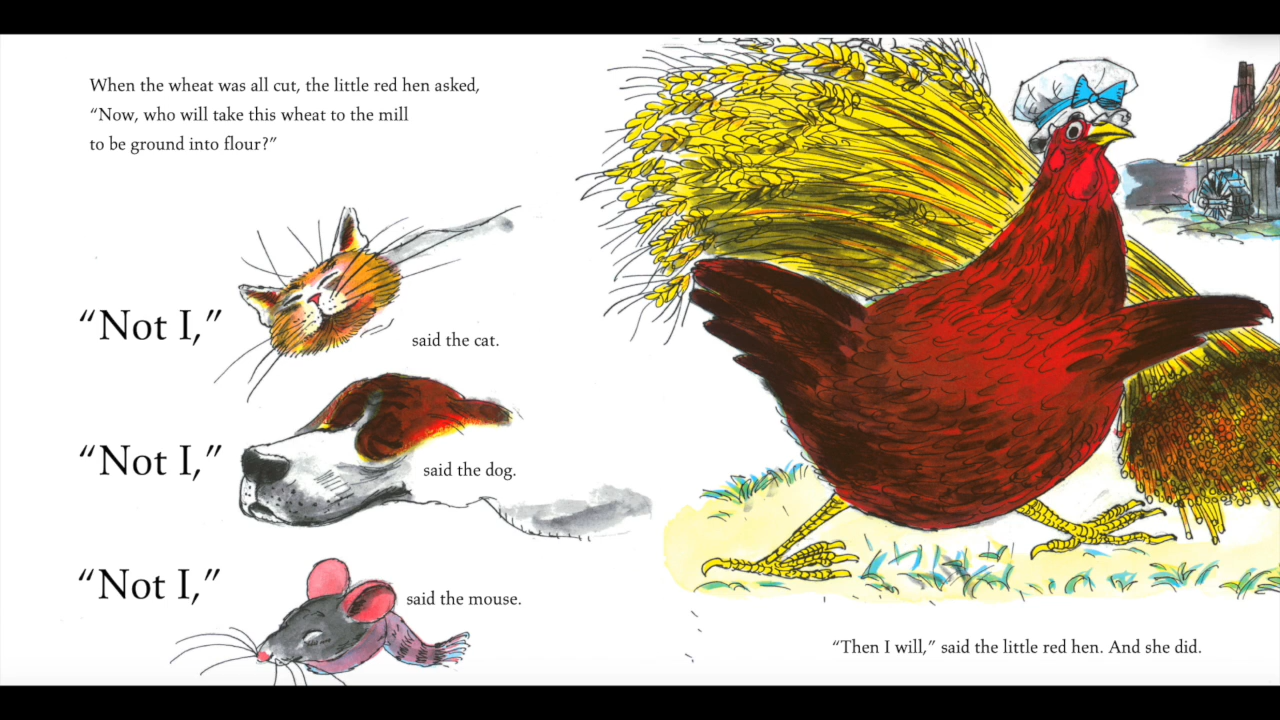 When the wheat was all cut, the little red hen asked,
“Now, who will take this wheat to the mill
to be ground into flour?”
“Not I,” said the cat.
“Not I,” said the dog.
“Not I,” said the mouse.
“Then I will,” said the little red hen. And she did.